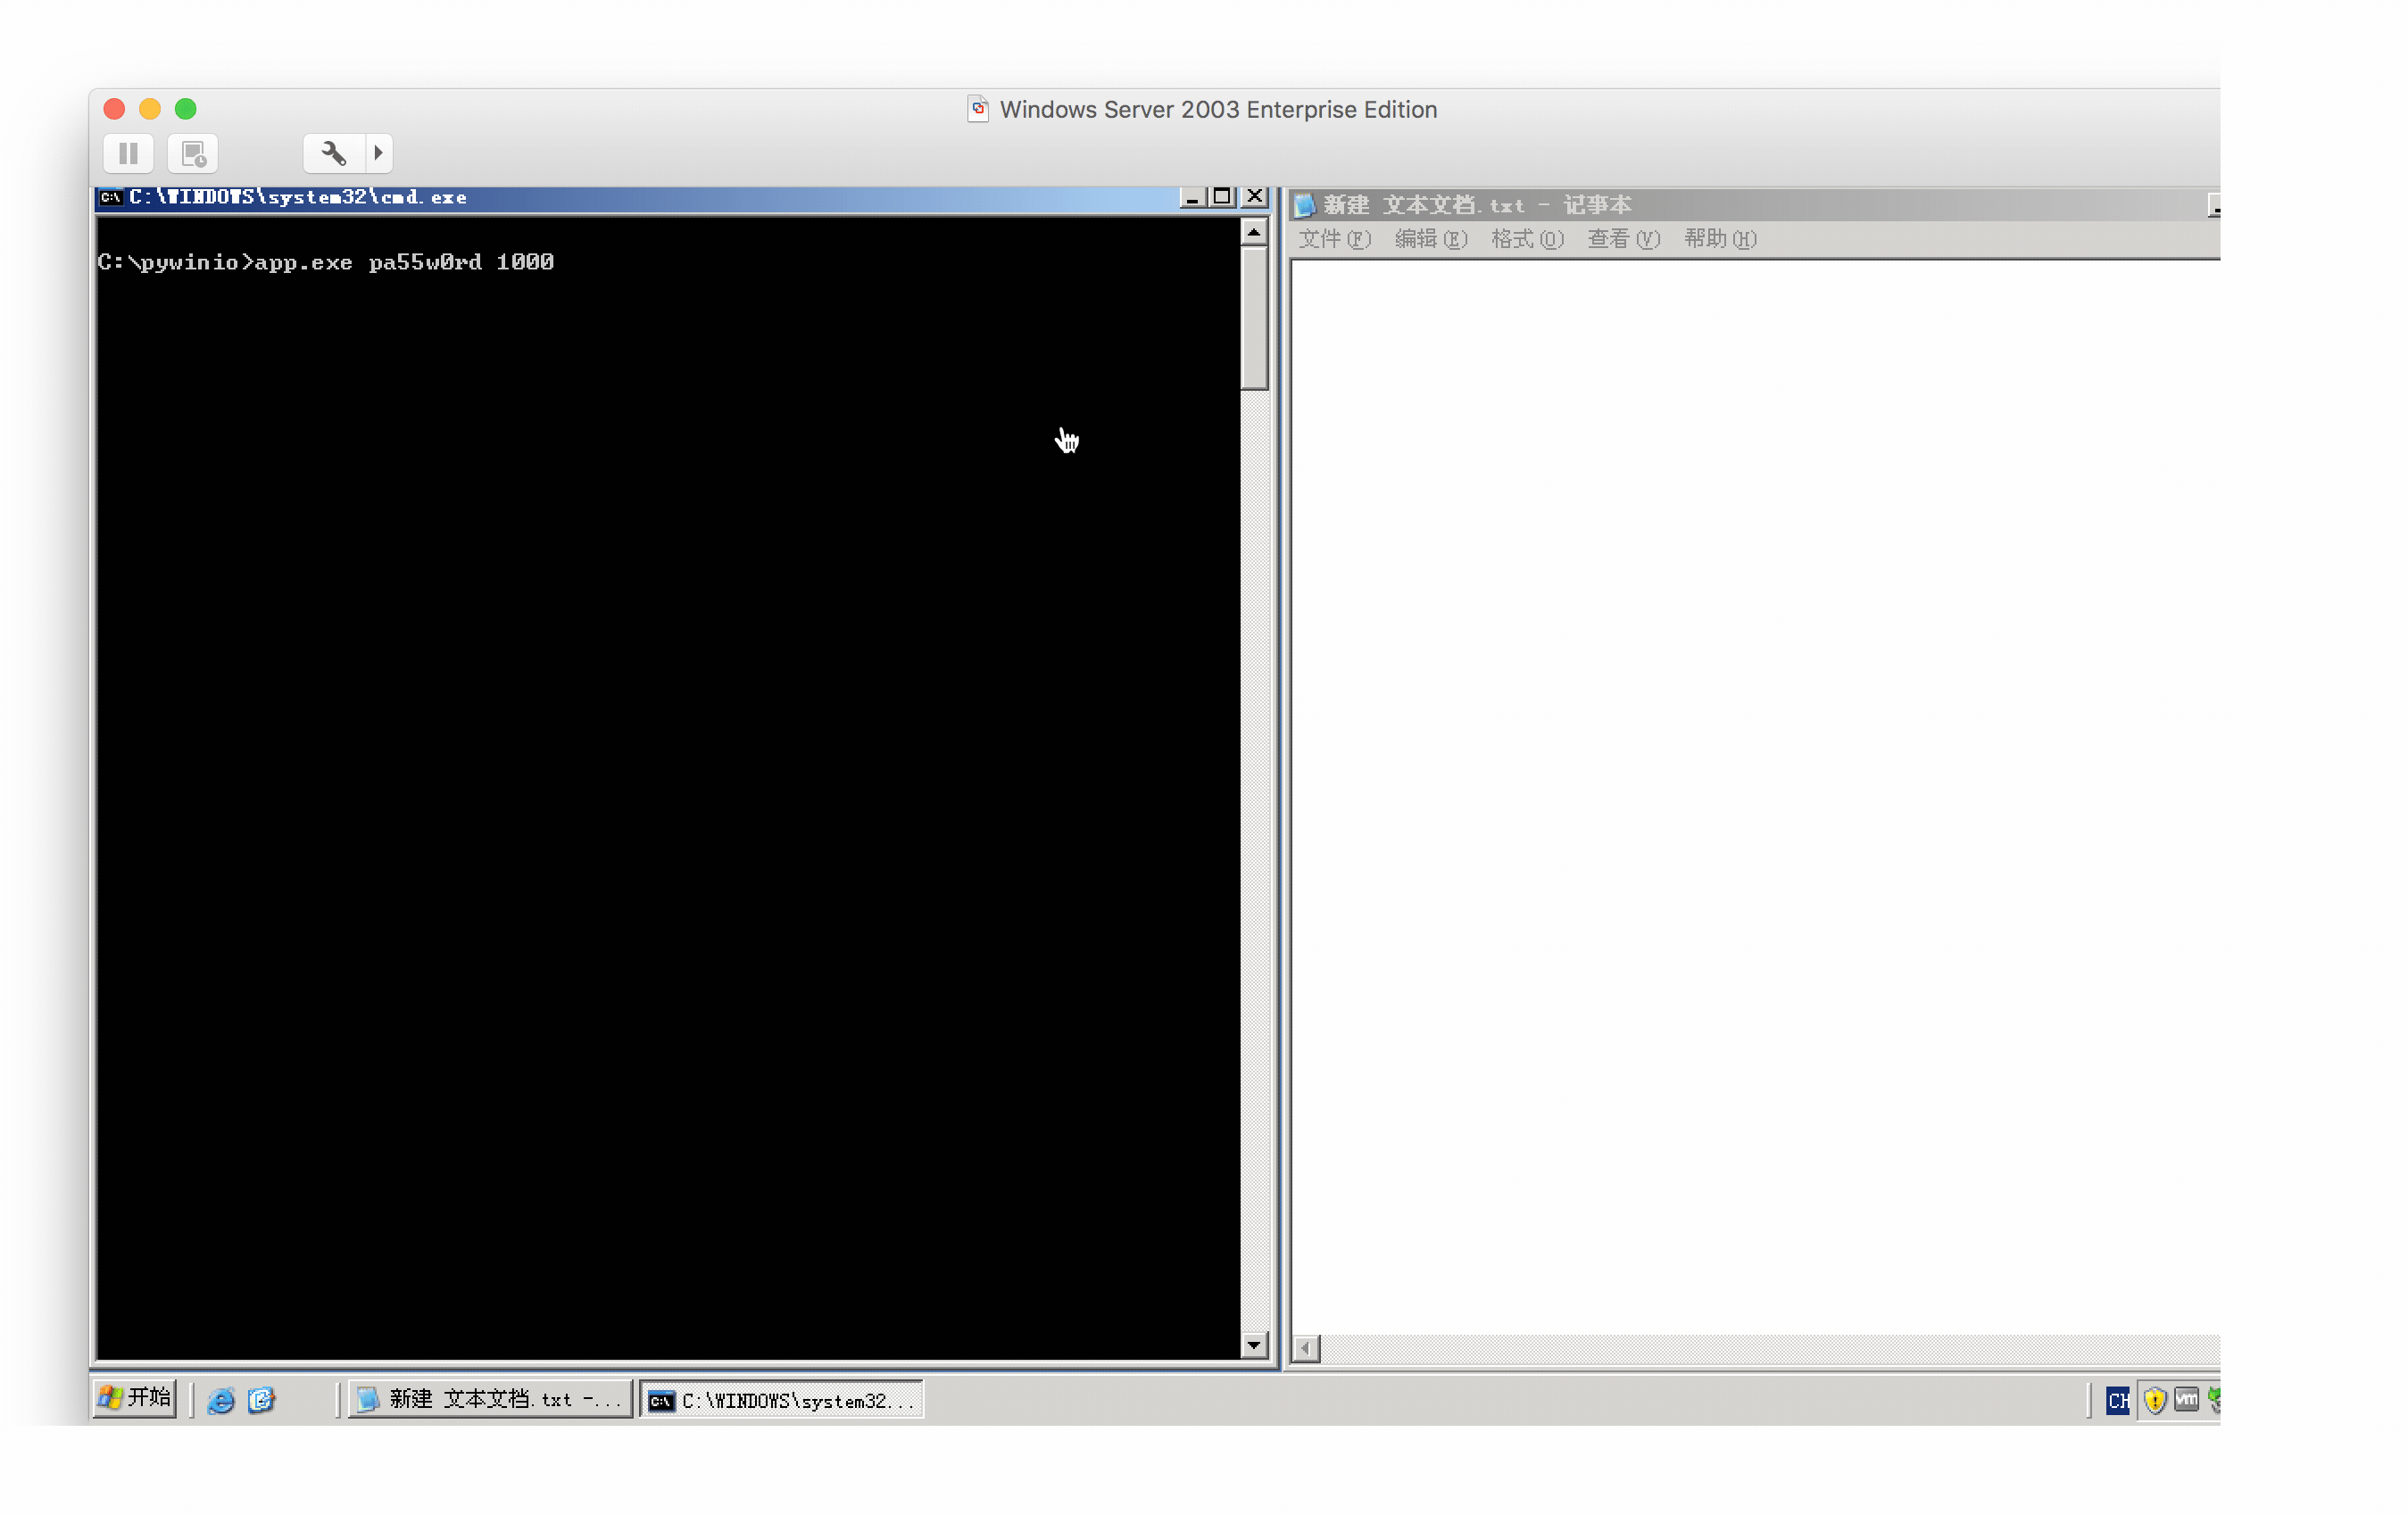 Windows Server 2003 Enterprise Edition
C:\WINDOWS\system32\cmd.exe
C:\pywinio>app.exe pa55w0rd 1000
新建 文本文档.txt - 记事本
文件(F) 编辑(E) 格式(O) 查看(V) 帮助(H)
开始
新建 文本文档.txt -...
C:\WINDOWS\system32...
CH
vm